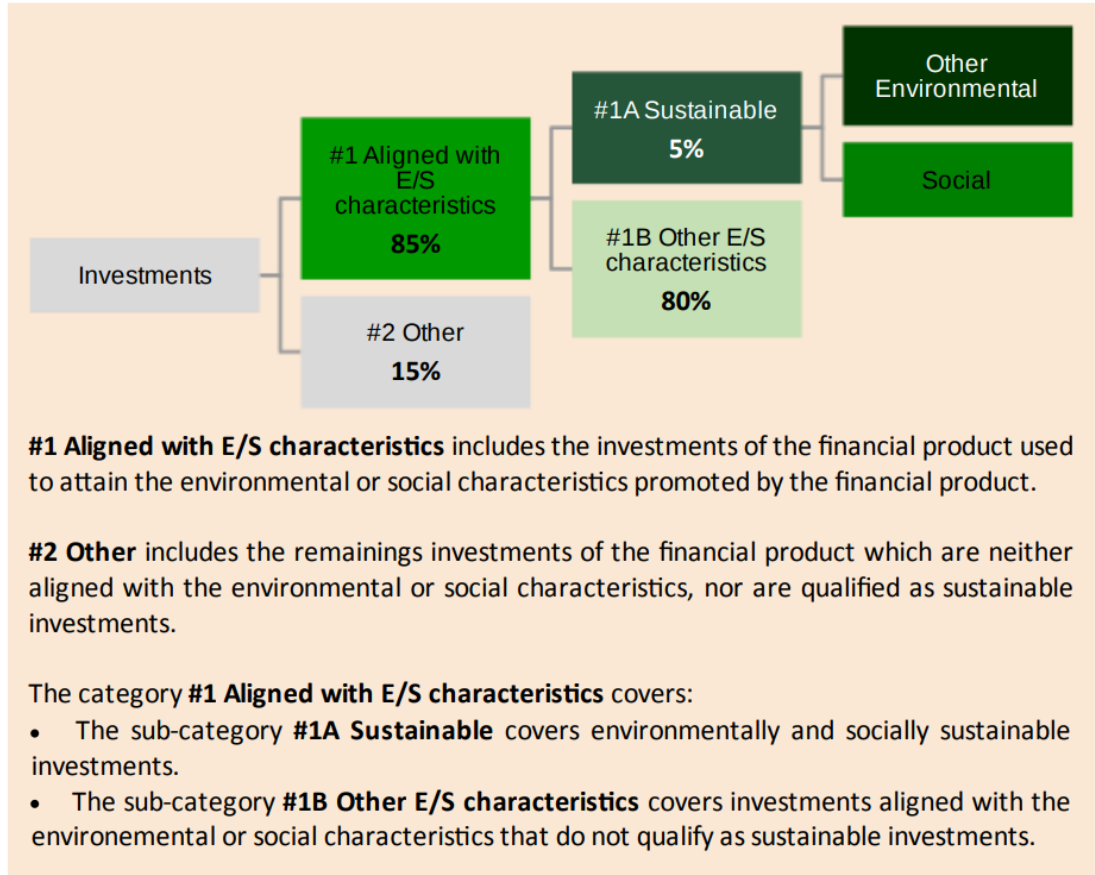 Other
Environmental
#1A Sustainable
5%
#1 Aligned with
E/S
characteristics
85%
Social
#1B Other E/S
characteristics
80%
Investments
#2 Other
15%
#1 Aligned with E/S characteristics includes the investments of the financial product used
to attain the environmental or social characteristics promoted by the financial product.
#2 Other includes the remainings investments of the financial product which are neither
aligned with the environmental or social characteristics, nor are qualified as sustainable
investments.
The category #1 Aligned with E/S characteristics covers:
• The sub-category #1A Sustainable covers environmentally and socially sustainable
investments.
• The sub-category #1B Other E/S characteristics covers investments aligned with the
environemental or social characteristics that do not qualify as sustainable investments.